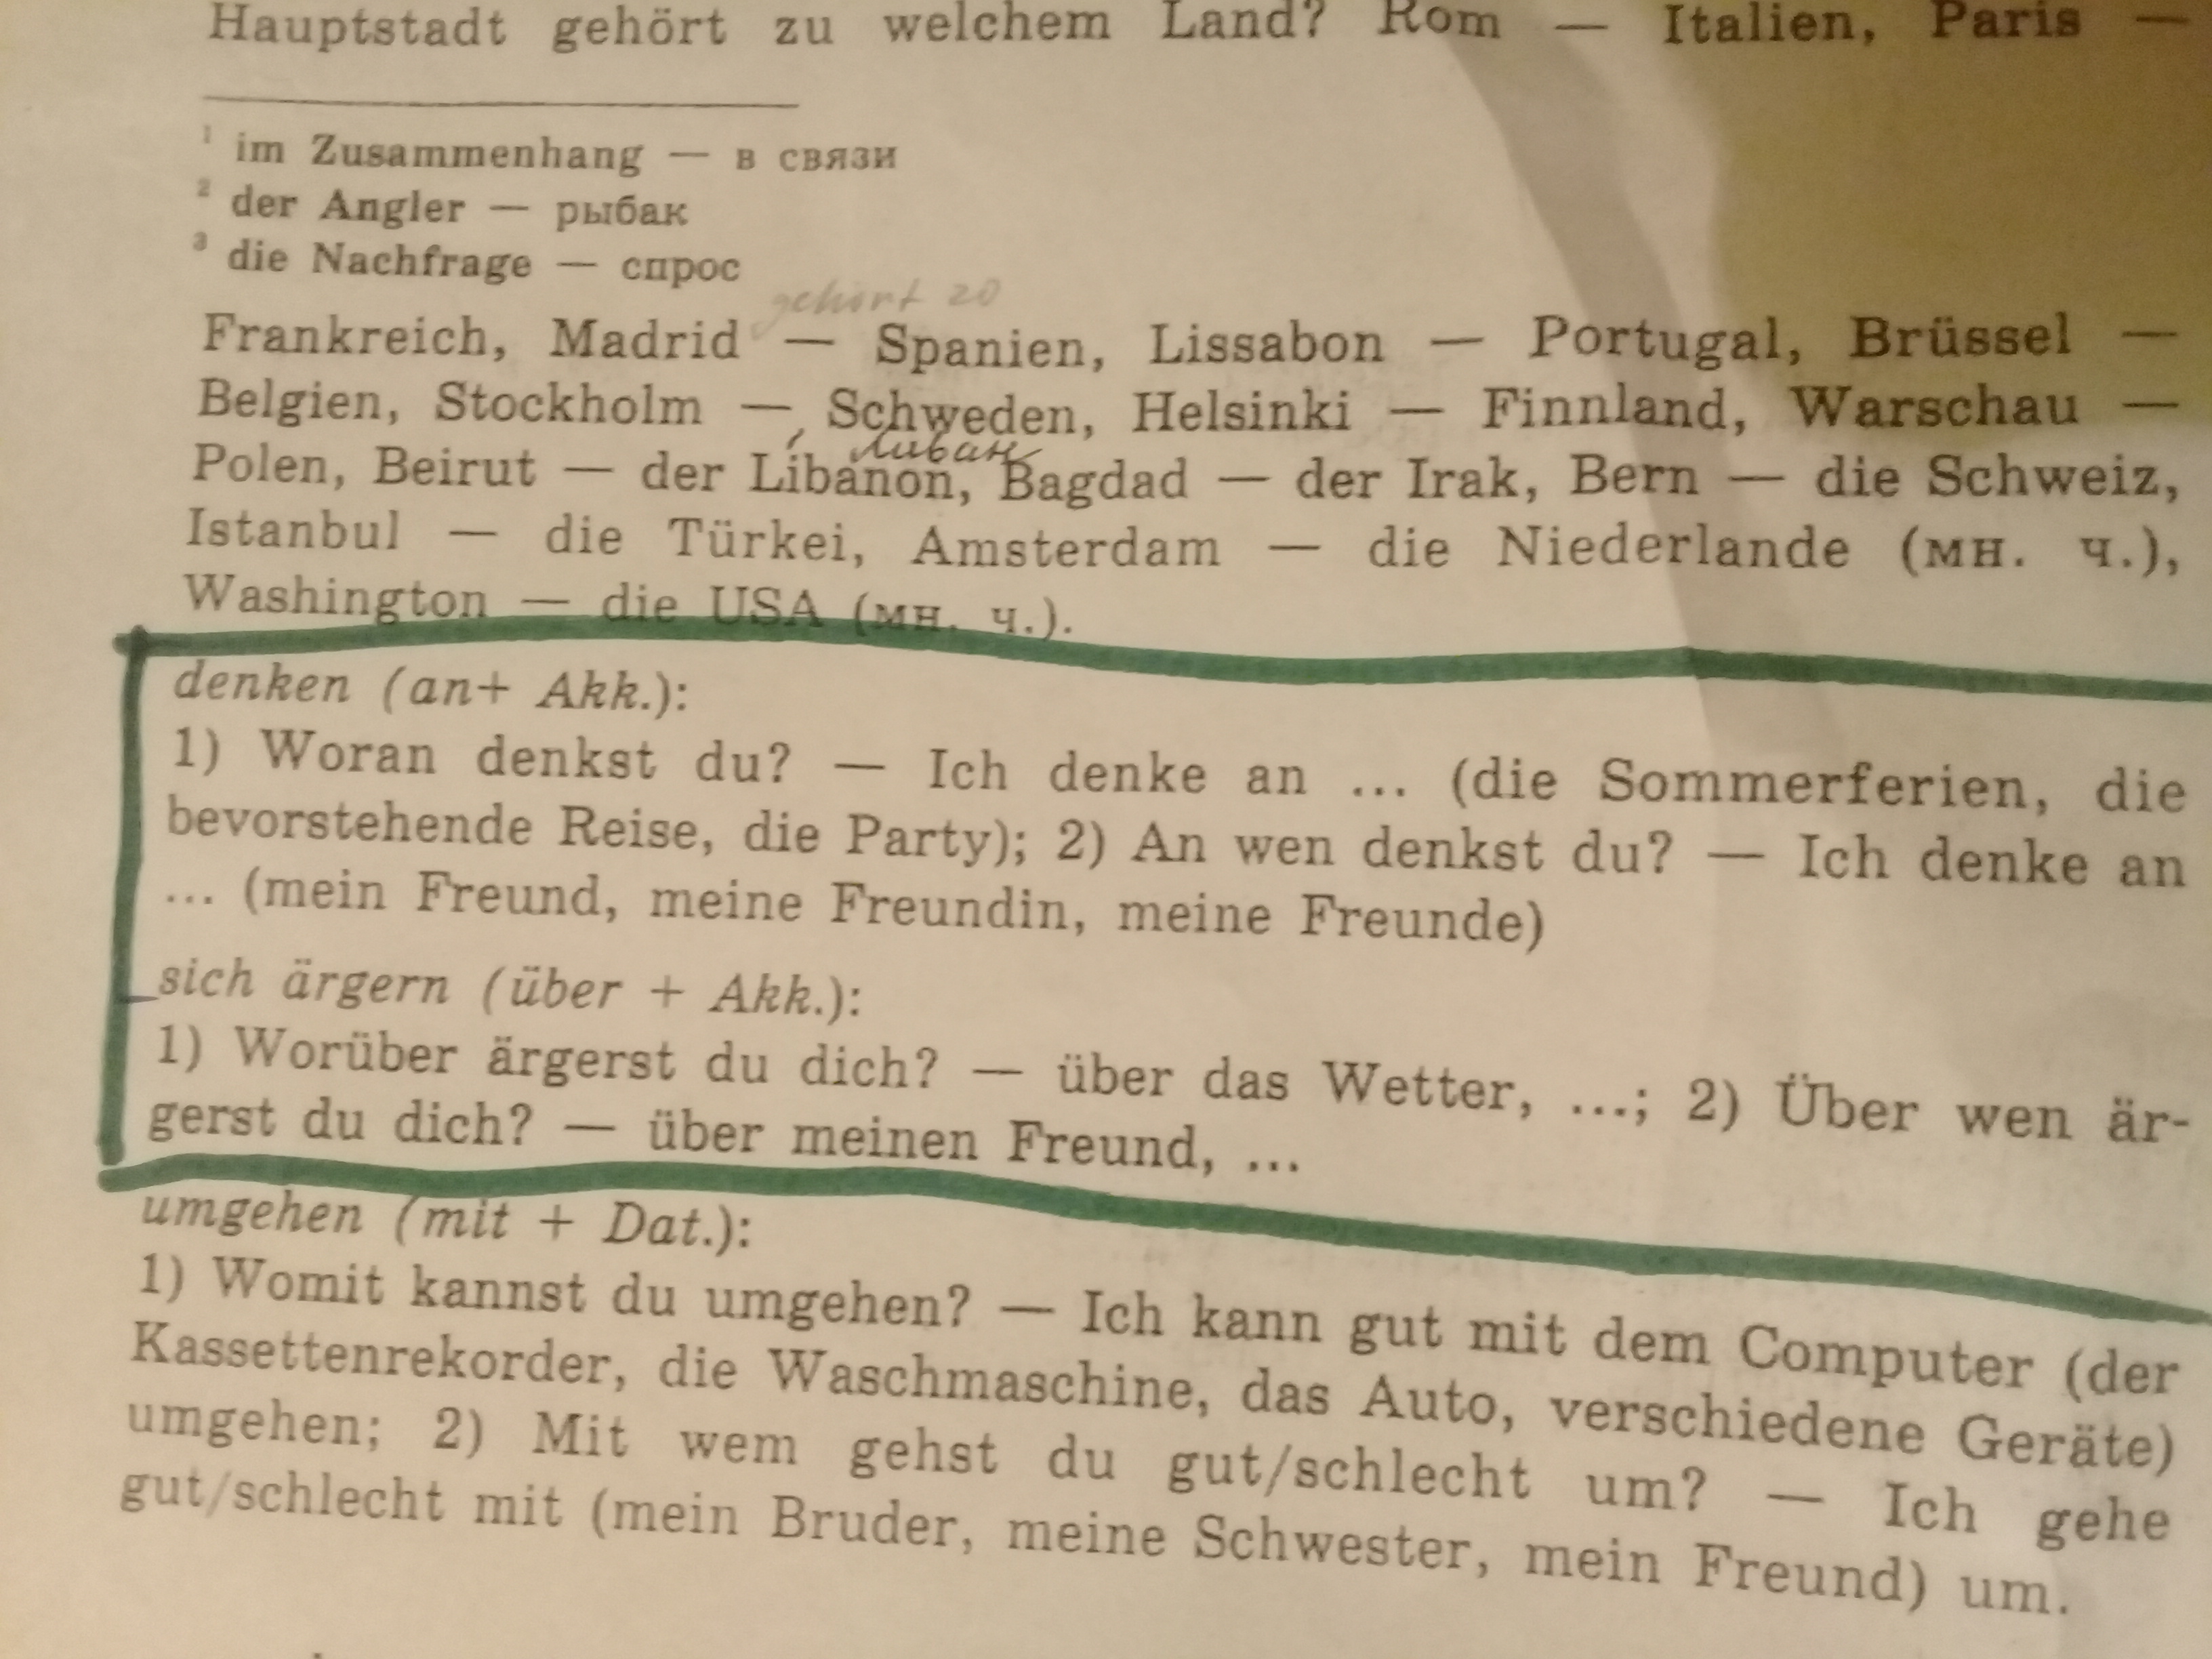 Hauptstadt gehört zu welchem Land? Rom — Italien, Paris —
¹ im Zusammenhang — в связи
² der Angler — рыбак
³ die Nachfrage — спрос
gehört zo
Frankreich, Madrid — Spanien, Lissabon — Portugal, Brüssel —
Belgien, Stockholm — Schweden, Helsinki — Finnland, Warschau —
Ливан
Polen, Beirut — der Libanon, Bagdad — der Irak, Bern — die Schweiz,
Istanbul — die Türkei, Amsterdam — die Niederlande (мн. ч.),
Washington — die USA (мн. ч.).
denken (an+ Akk.):
1) Woran denkst du? — Ich denke an ... (die Sommerferien, die
bevorstehende Reise, die Party); 2) An wen denkst du? — Ich denke an
... (mein Freund, meine Freundin, meine Freunde)
sich ärgern (über + Akk.):
1) Worüber ärgerst du dich? — über das Wetter, ...; 2) Über wen är-
gerst du dich? — über meinen Freund, ...
umgehen (mit + Dat.):
1) Womit kannst du umgehen? — Ich kann gut mit dem Computer (der
Kassettenrekorder, die Waschmaschine, das Auto, verschiedene Geräte)
umgehen; 2) Mit wem gehst du gut/schlecht um? — Ich gehe
gut/schlecht mit (mein Bruder, meine Schwester, mein Freund) um.